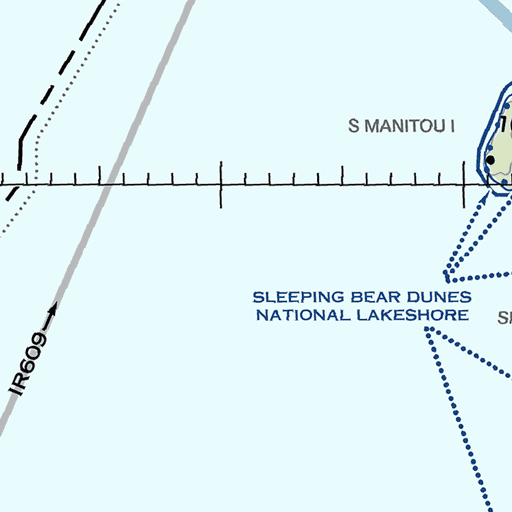 S MANITOU I
SLEEPING BEAR DUNES
NATIONAL LAKESHORE
IR609